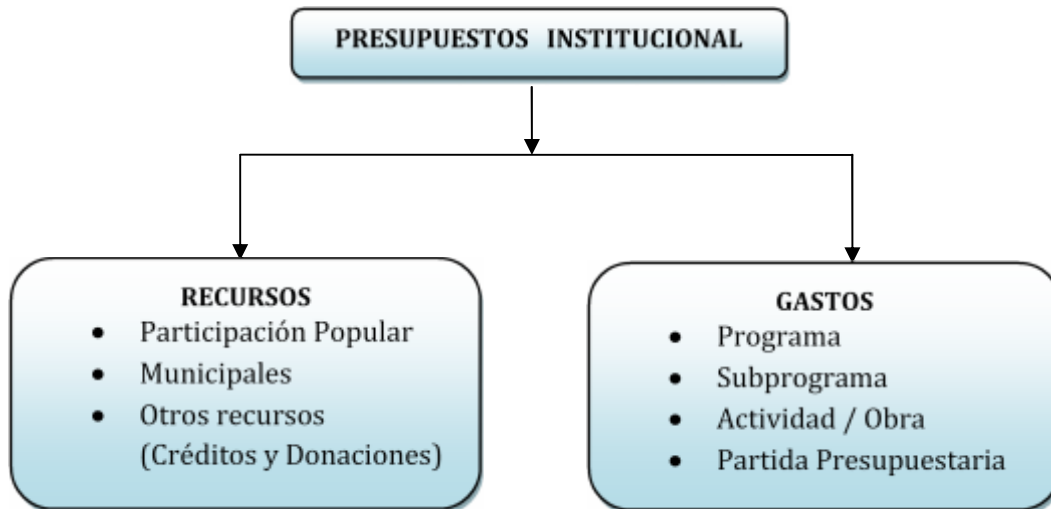 PRESUPUESTOS INSTITUCIONAL
RECURSOS
• Participación Popular
• Municipales
• Otros recursos
(Créditos y Donaciones)
GASTOS
• Programa
• Subprograma
• Actividad / Obra
• Partida Presupuestaria